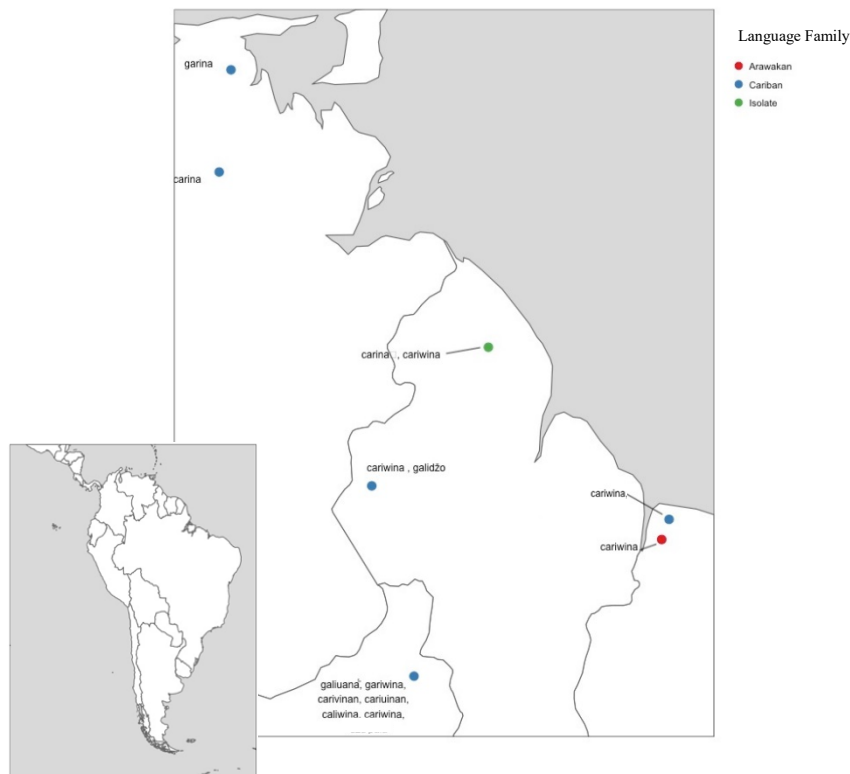 Language Family
Arawakan
Cariban
Isolate
garina
carina
carina , cariwina
cariwina , galidžo
cariwina,
cariwina ,
galiuana, gariwina,
carivinan, cariuinan,
caliwina. cariwina,